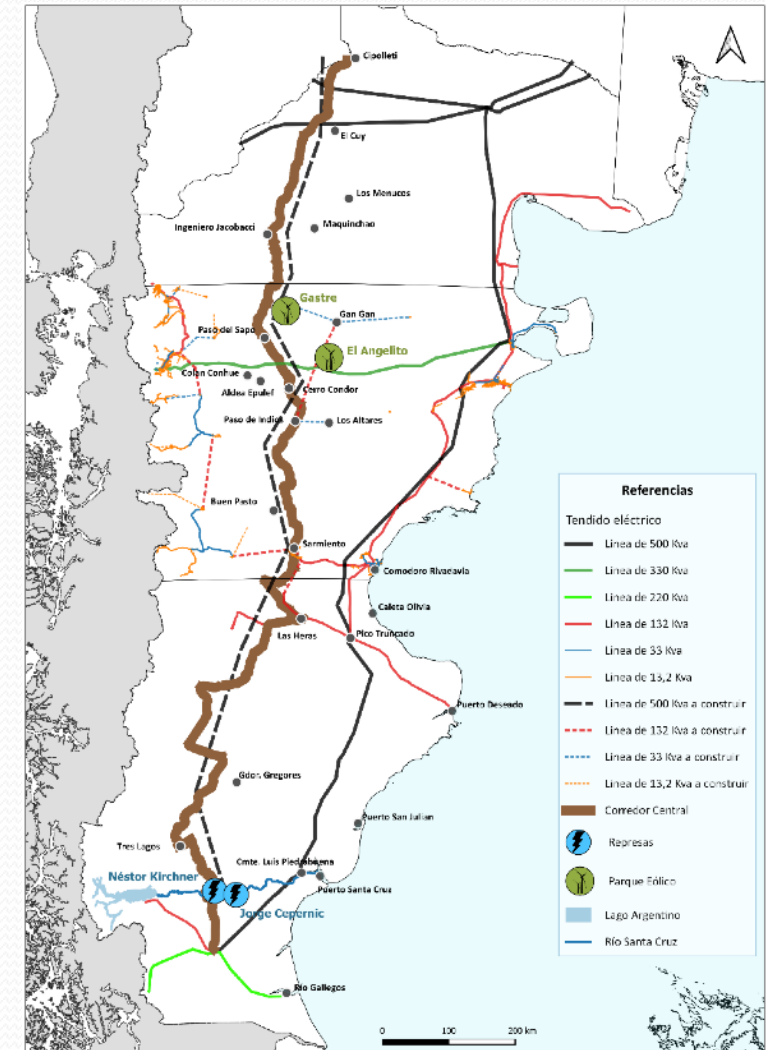 Cipolleti
El Cuy
Los Menucos
Maquinchao
Ingeniero Jacobacci
Gastre
Gan Gan
Paso del Sapo
El Angelito
Colan Conhue
Aldea Epulef
Cerro Condor
Paso de Indios
Los Altares
Buen Pasto
Sarmiento
Comodoro Rivadavia
Caleta Olivia
Las Heras
Pico Truncado
Puerto Deseado
Gdor. Gregores
Puerto San Julian
Tres Lagos
Cmte. Luis Piedrabuena
Néstor Kirchner
Puerto Santa Cruz
Jorge Cepernic
Río Gallegos
Referencias
Tendido eléctrico
Linea de 500 Kva
Linea de 330 Kva
Linea de 220 Kva
Linea de 132 Kva
Linea de 33 Kva
Linea de 13,2 Kva
Linea de 500 Kva a construir
Linea de 132 Kva a construir
Linea de 33 Kva a construir
Linea de 13,2 Kva a construir
Corredor Central
Represas
Parque Eólico
Lago Argentino
Río Santa Cruz
0 100 200 km